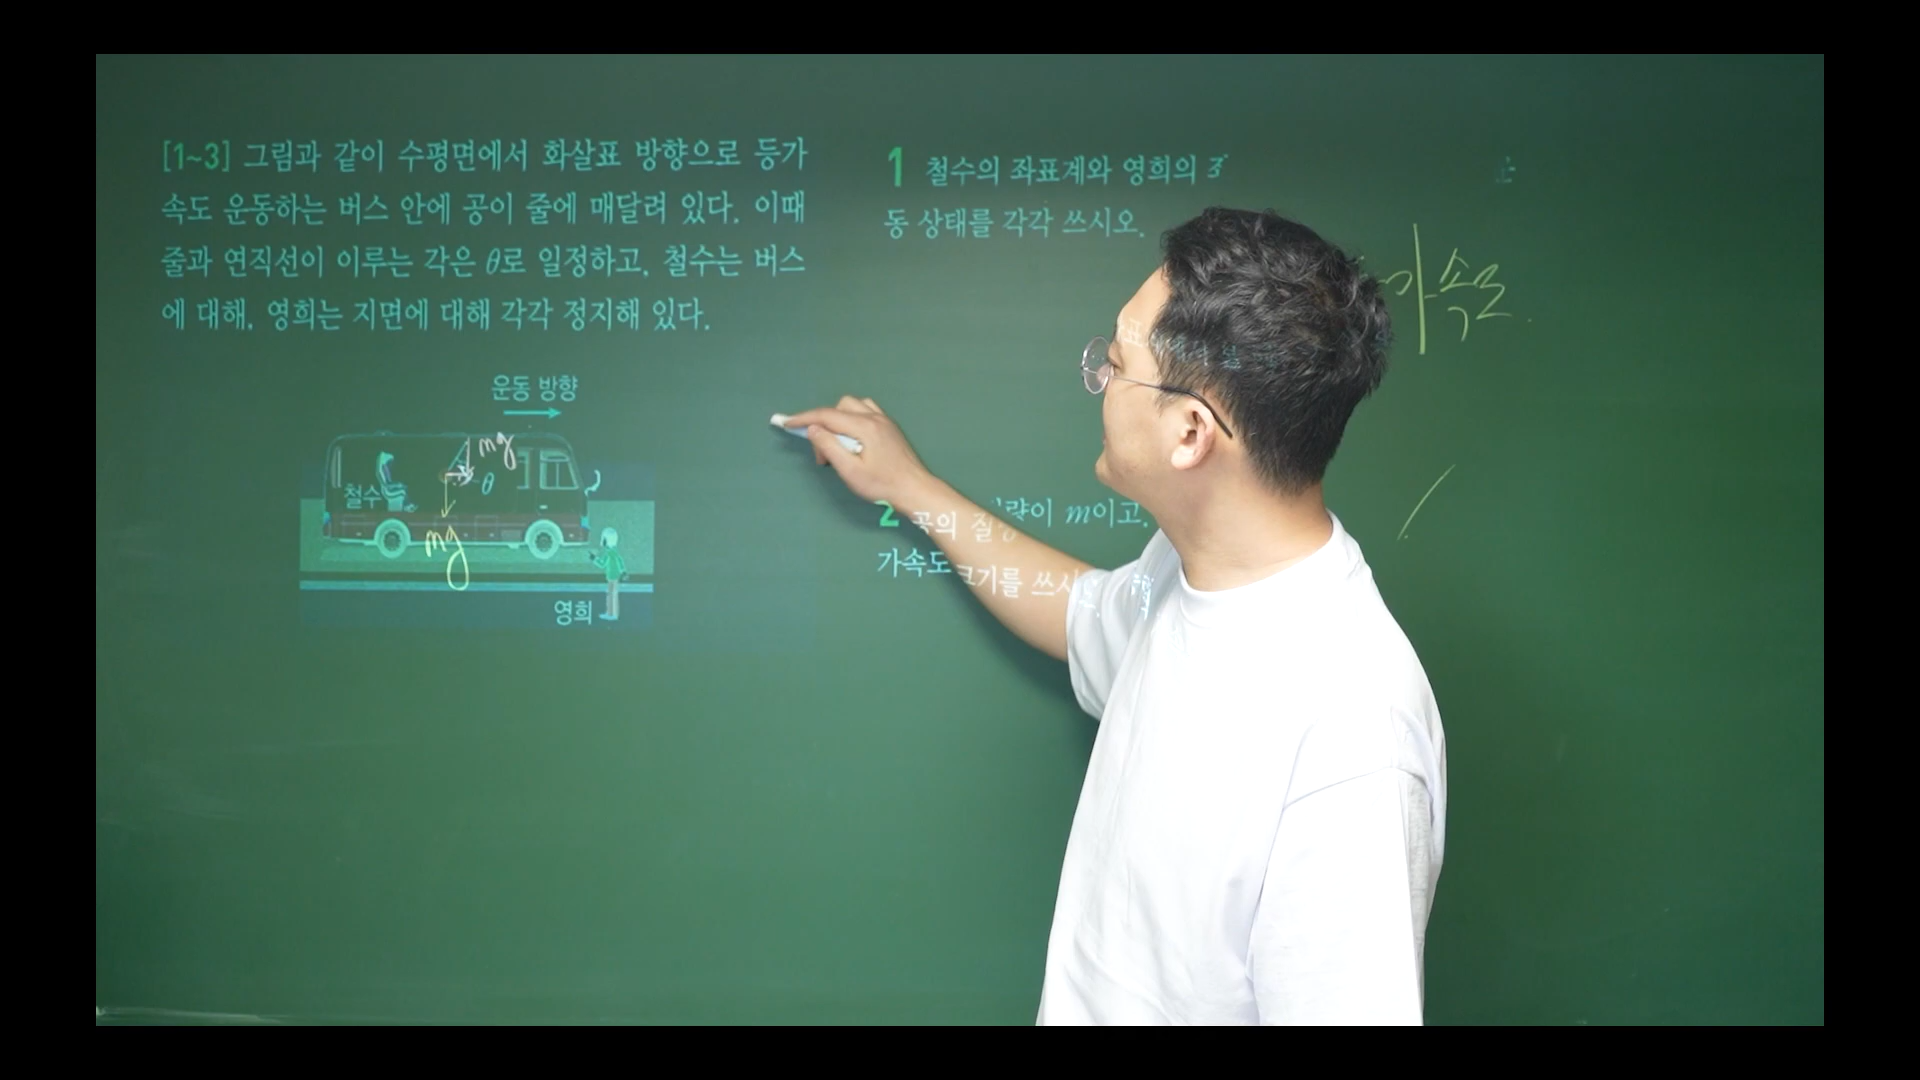 [1~3] 그림과 같이 수평면에서 화살표 방향으로 등가
속도 운동하는 버스 안에 공이 줄에 매달려 있다. 이때
줄과 연직선이 이루는 각은 θ로 일정하고, 철수는 버스
에 대해, 영희는 지면에 대해 각각 정지해 있다.
운동 방향
mg
θ
철수
mg
영희
1 철수의 좌표계와 영희의
동 상태를 각각 쓰시오.
가속도.
2 공의 질량이 m이고,
가속도 크기를 쓰시